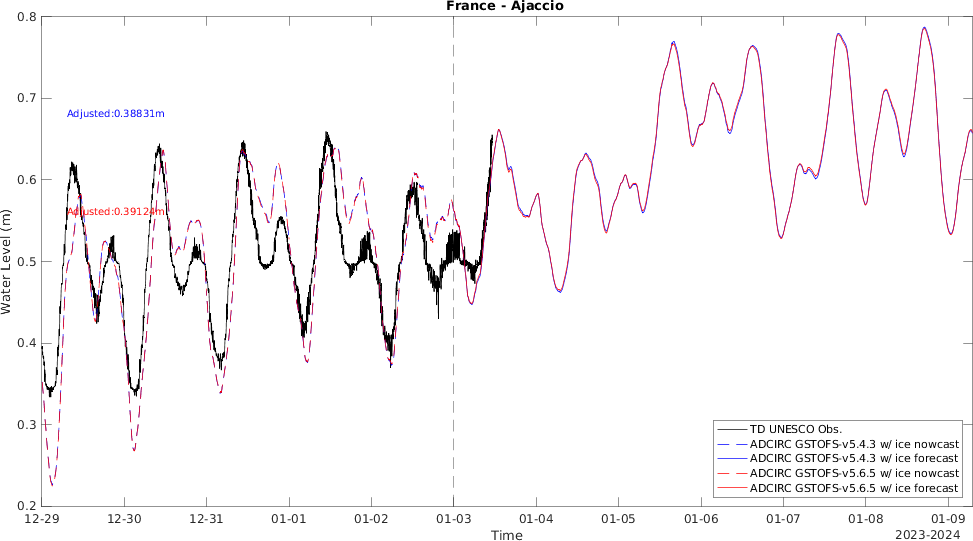 France - Ajaccio
0.8
0.7
0.6
0.5
0.4
0.3
0.2
Water Level (m)
Adjusted:0.38831m
Adjusted:0.39124m
TD UNESCO Obs.
ADCIRC GSTOFS-v5.4.3 w/ ice nowcast
ADCIRC GSTOFS-v5.4.3 w/ ice forecast
ADCIRC GSTOFS-v5.6.5 w/ ice nowcast
ADCIRC GSTOFS-v5.6.5 w/ ice forecast
12-29 12-30 12-31 01-01 01-02 01-03 01-04 01-05 01-06 01-07 01-08 01-09
Time
2023-2024